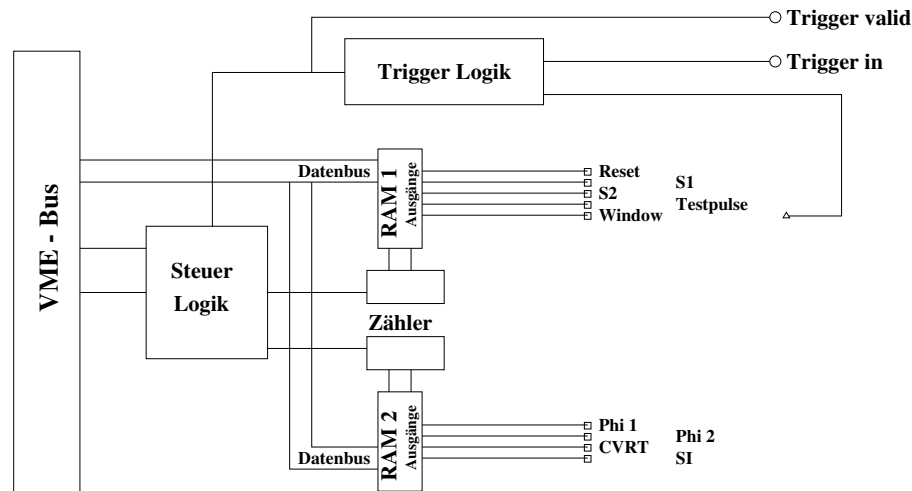 Trigger valid
Trigger in
Trigger Logik
VME - Bus
Datenbus
RAM 1
Ausgänge
Reset
S1
S2
Testpulse
Window
Steuer
Logik
Zähler
RAM 2
Ausgänge
Datenbus
Phi 1
Phi 2
CVRT
SI